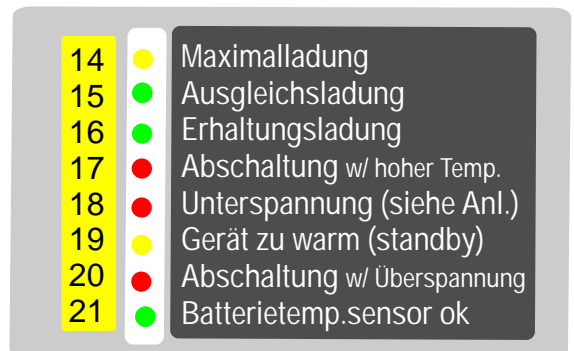 14 Maximalladung
15 Ausgleichsladung
16 Erhaltungsladung
17 Abschaltung w/ hoher Temp.
18 Unterspannung (siehe Anl.)
19 Gerät zu warm (standby)
20 Abschaltung w/ Überspannung
21 Batterietemp.sensor ok